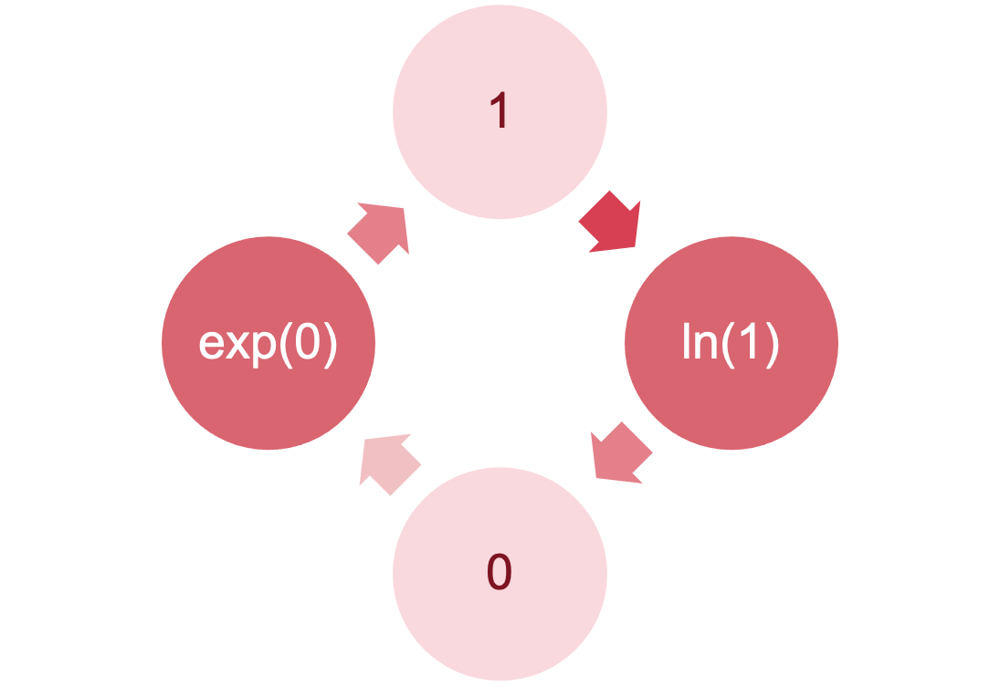 1
exp(0)
ln(1)
0